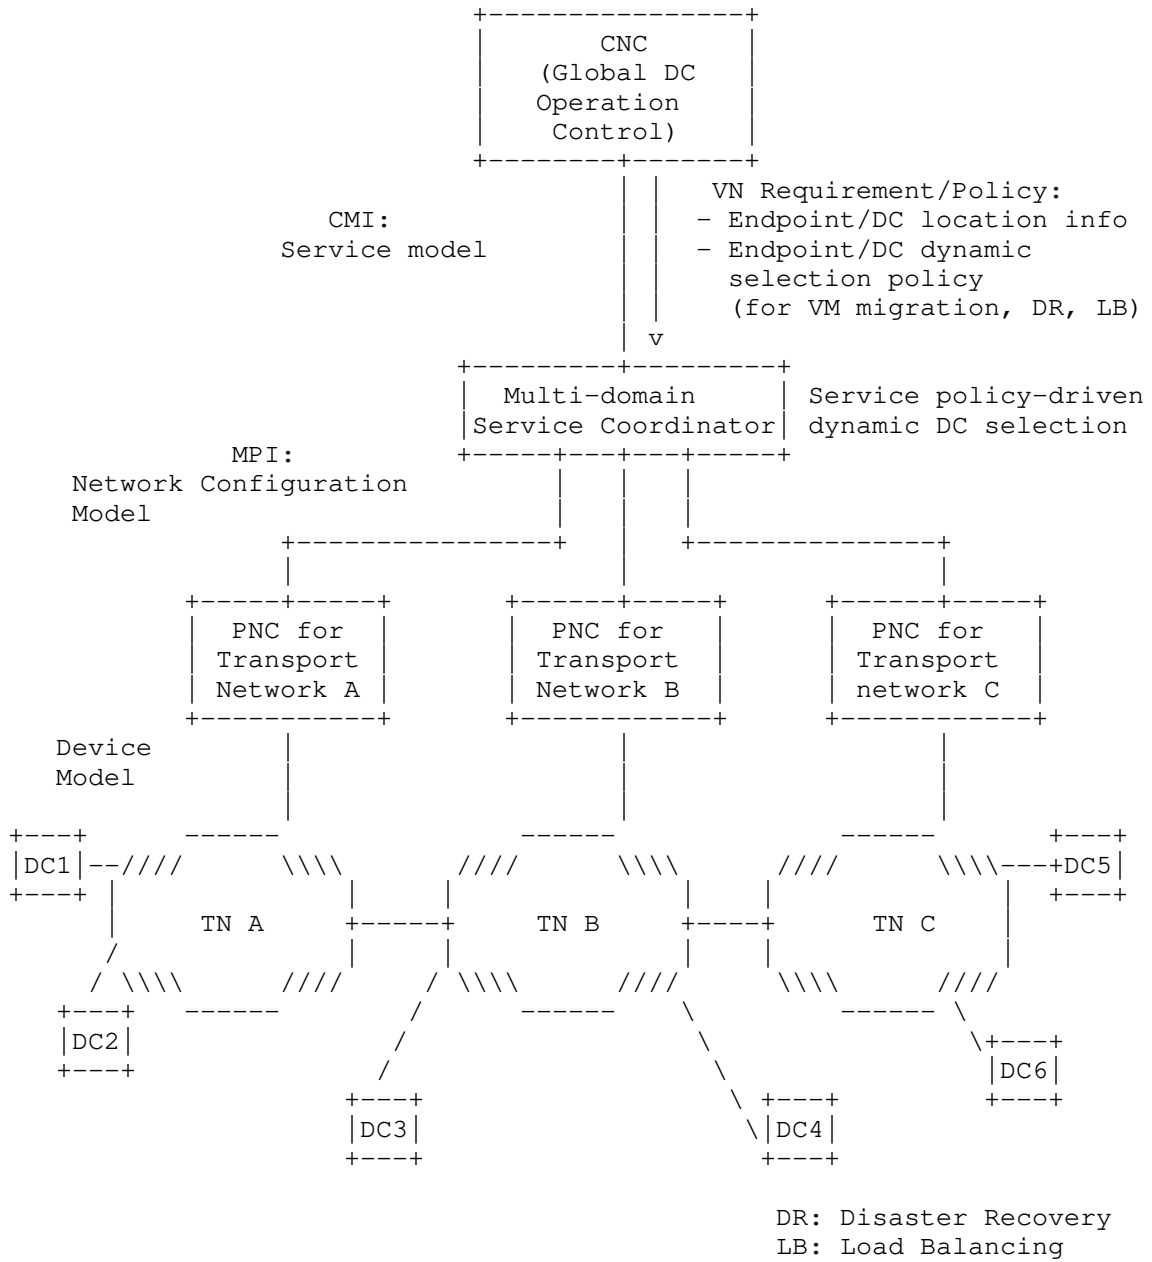 CNC
(Global DC
Operation
Control)
VN Requirement/Policy:
CMI:
- Endpoint/DC location info
Service model
- Endpoint/DC dynamic
selection policy
(for VM migration, DR, LB)
v
Multi-domain
Service policy-driven
Service Coordinator
dynamic DC selection
MPI:
Network Configuration
Model
PNC for
Transport
Network A
PNC for
Transport
Network B
PNC for
Transport
network C
Device
Model
DC1
DC5
TN A
TN B
TN C
DC2
DC6
DC3
DC4
DR: Disaster Recovery
LB: Load Balancing